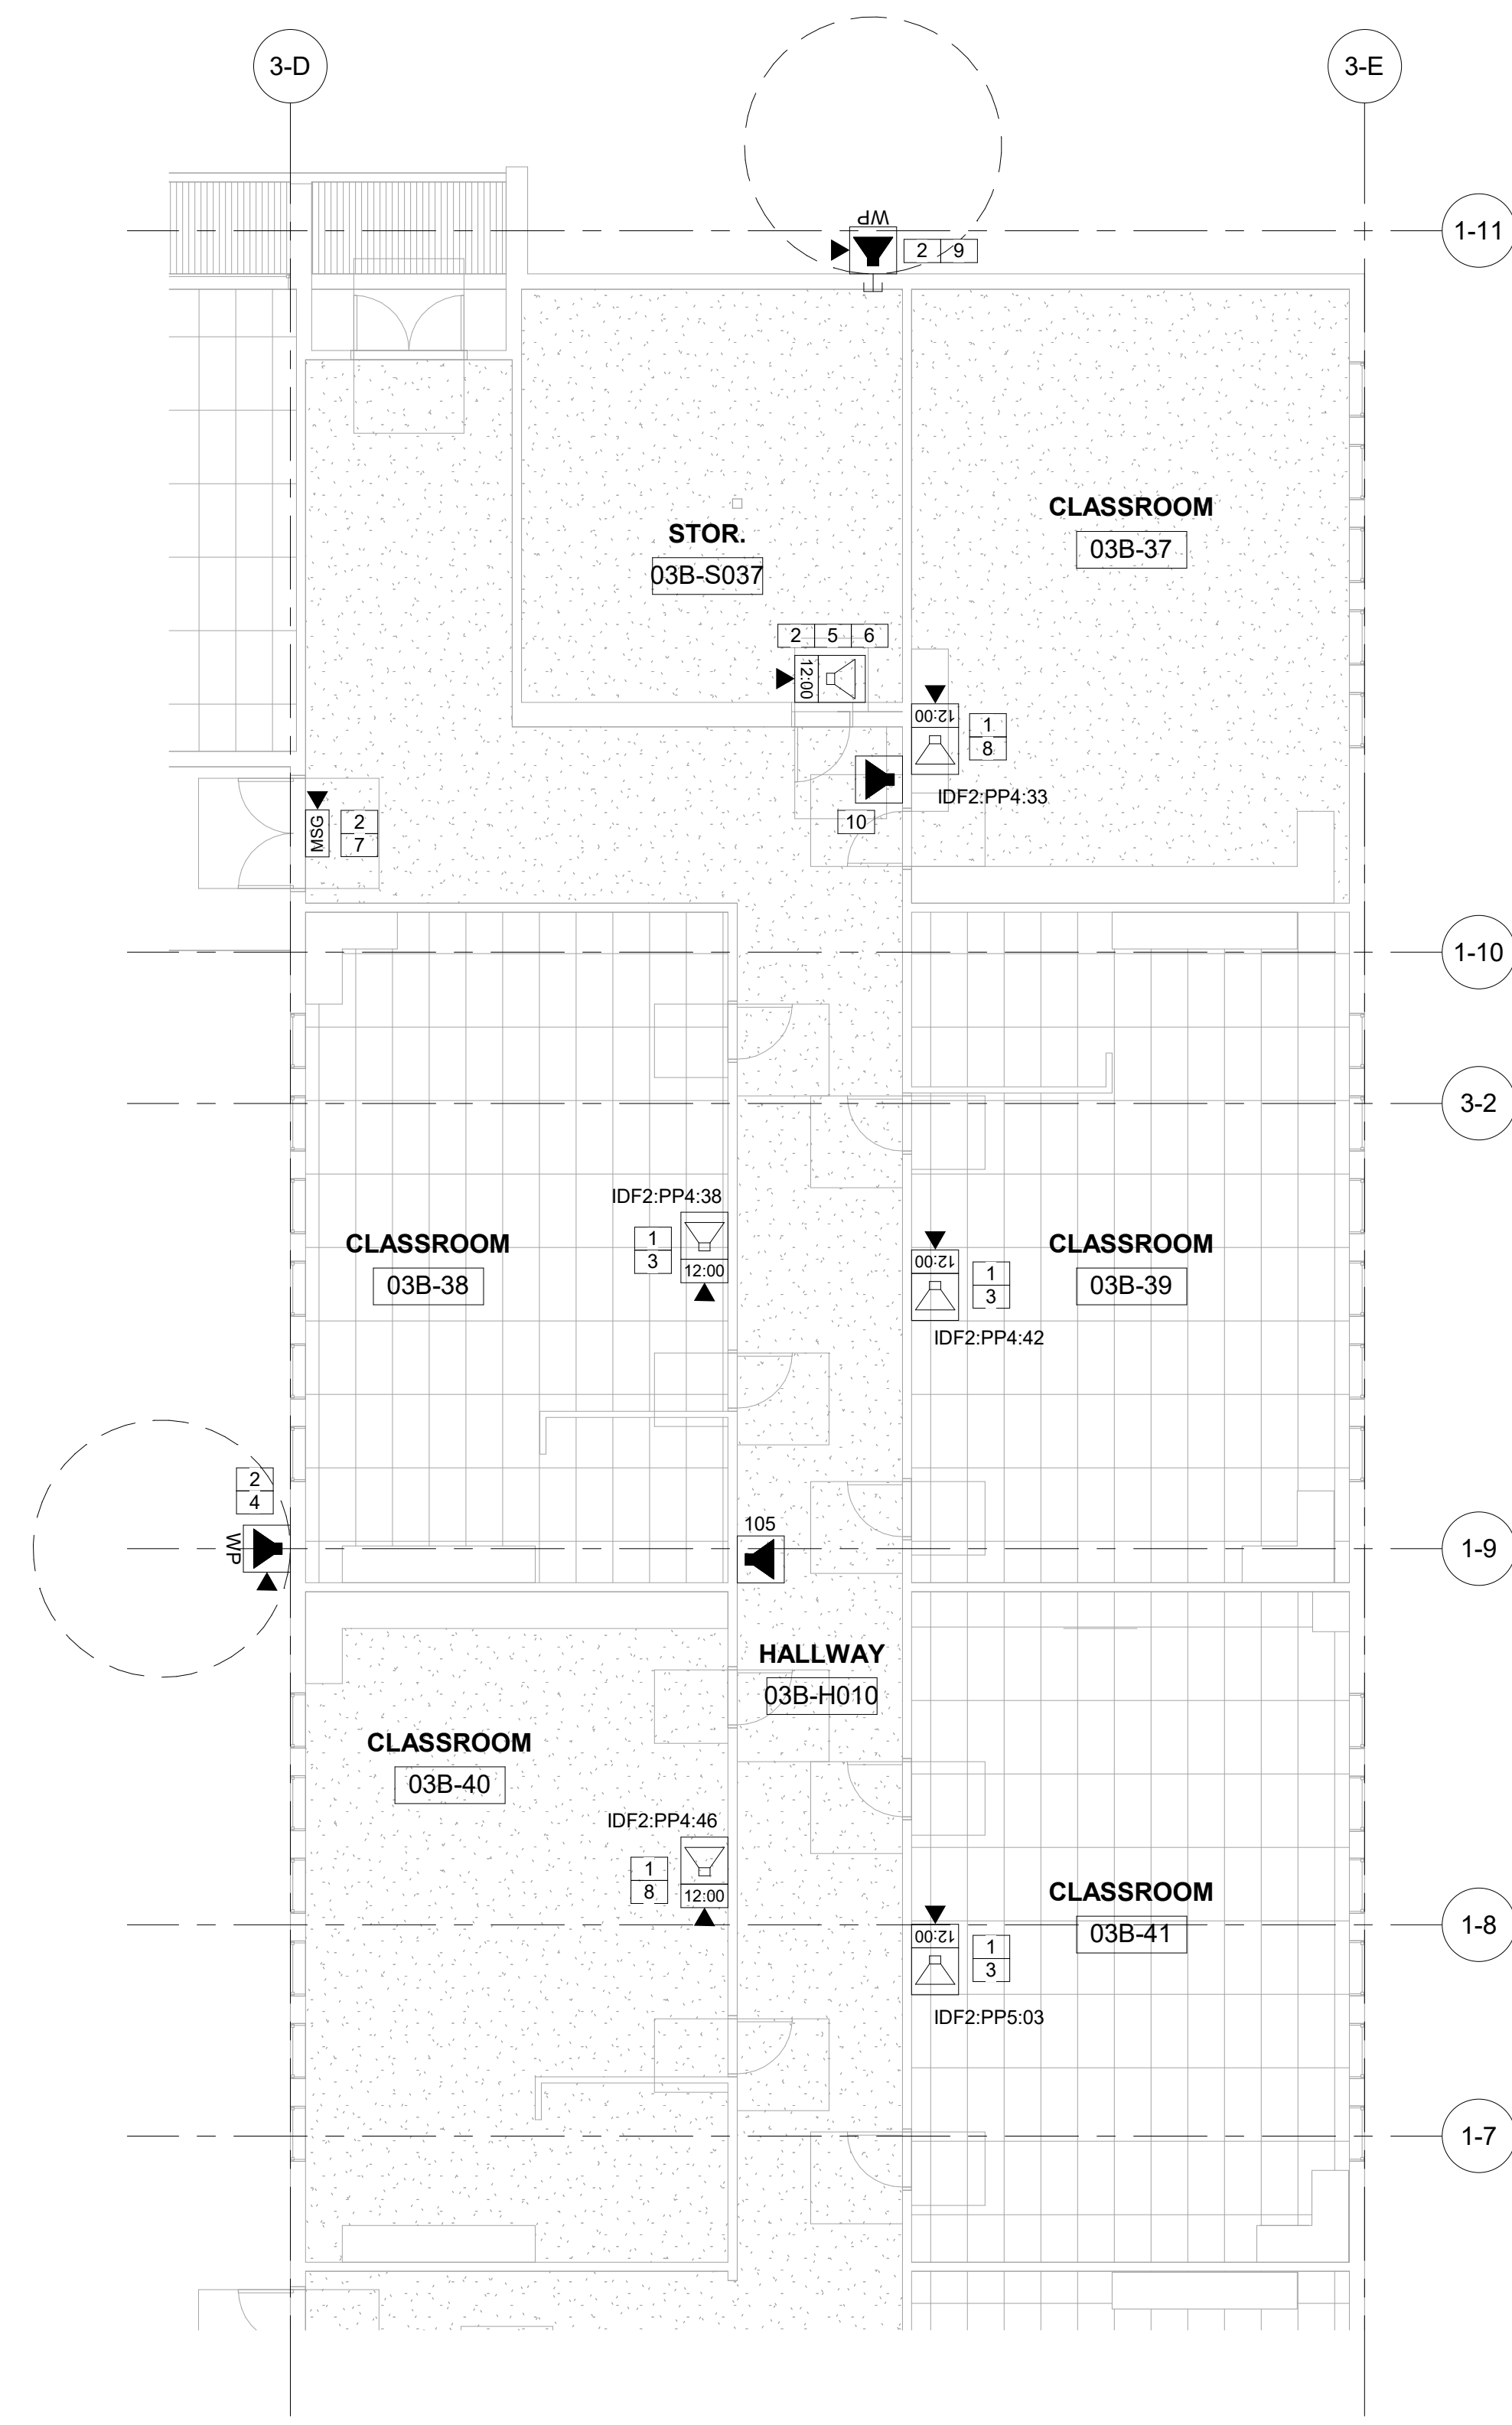 3-D
3-E
WP
1-11
2 9
CLASSROOM
03B-37
STOR.
03B-S037
2 5 6
12:00
12:00
1
8
IDF2:PP4:33
10
MSG
2
7
1-10
3-2
IDF2:PP4:38
1
3
12:00
CLASSROOM
03B-38
12:00
1
3
IDF2:PP4:42
CLASSROOM
03B-39
2
4
WP
105
1-9
HALLWAY
03B-H010
CLASSROOM
03B-40
IDF2:PP4:46
1
8
12:00
CLASSROOM
03B-41
1-8
12:00
1
3
IDF2:PP5:03
1-7